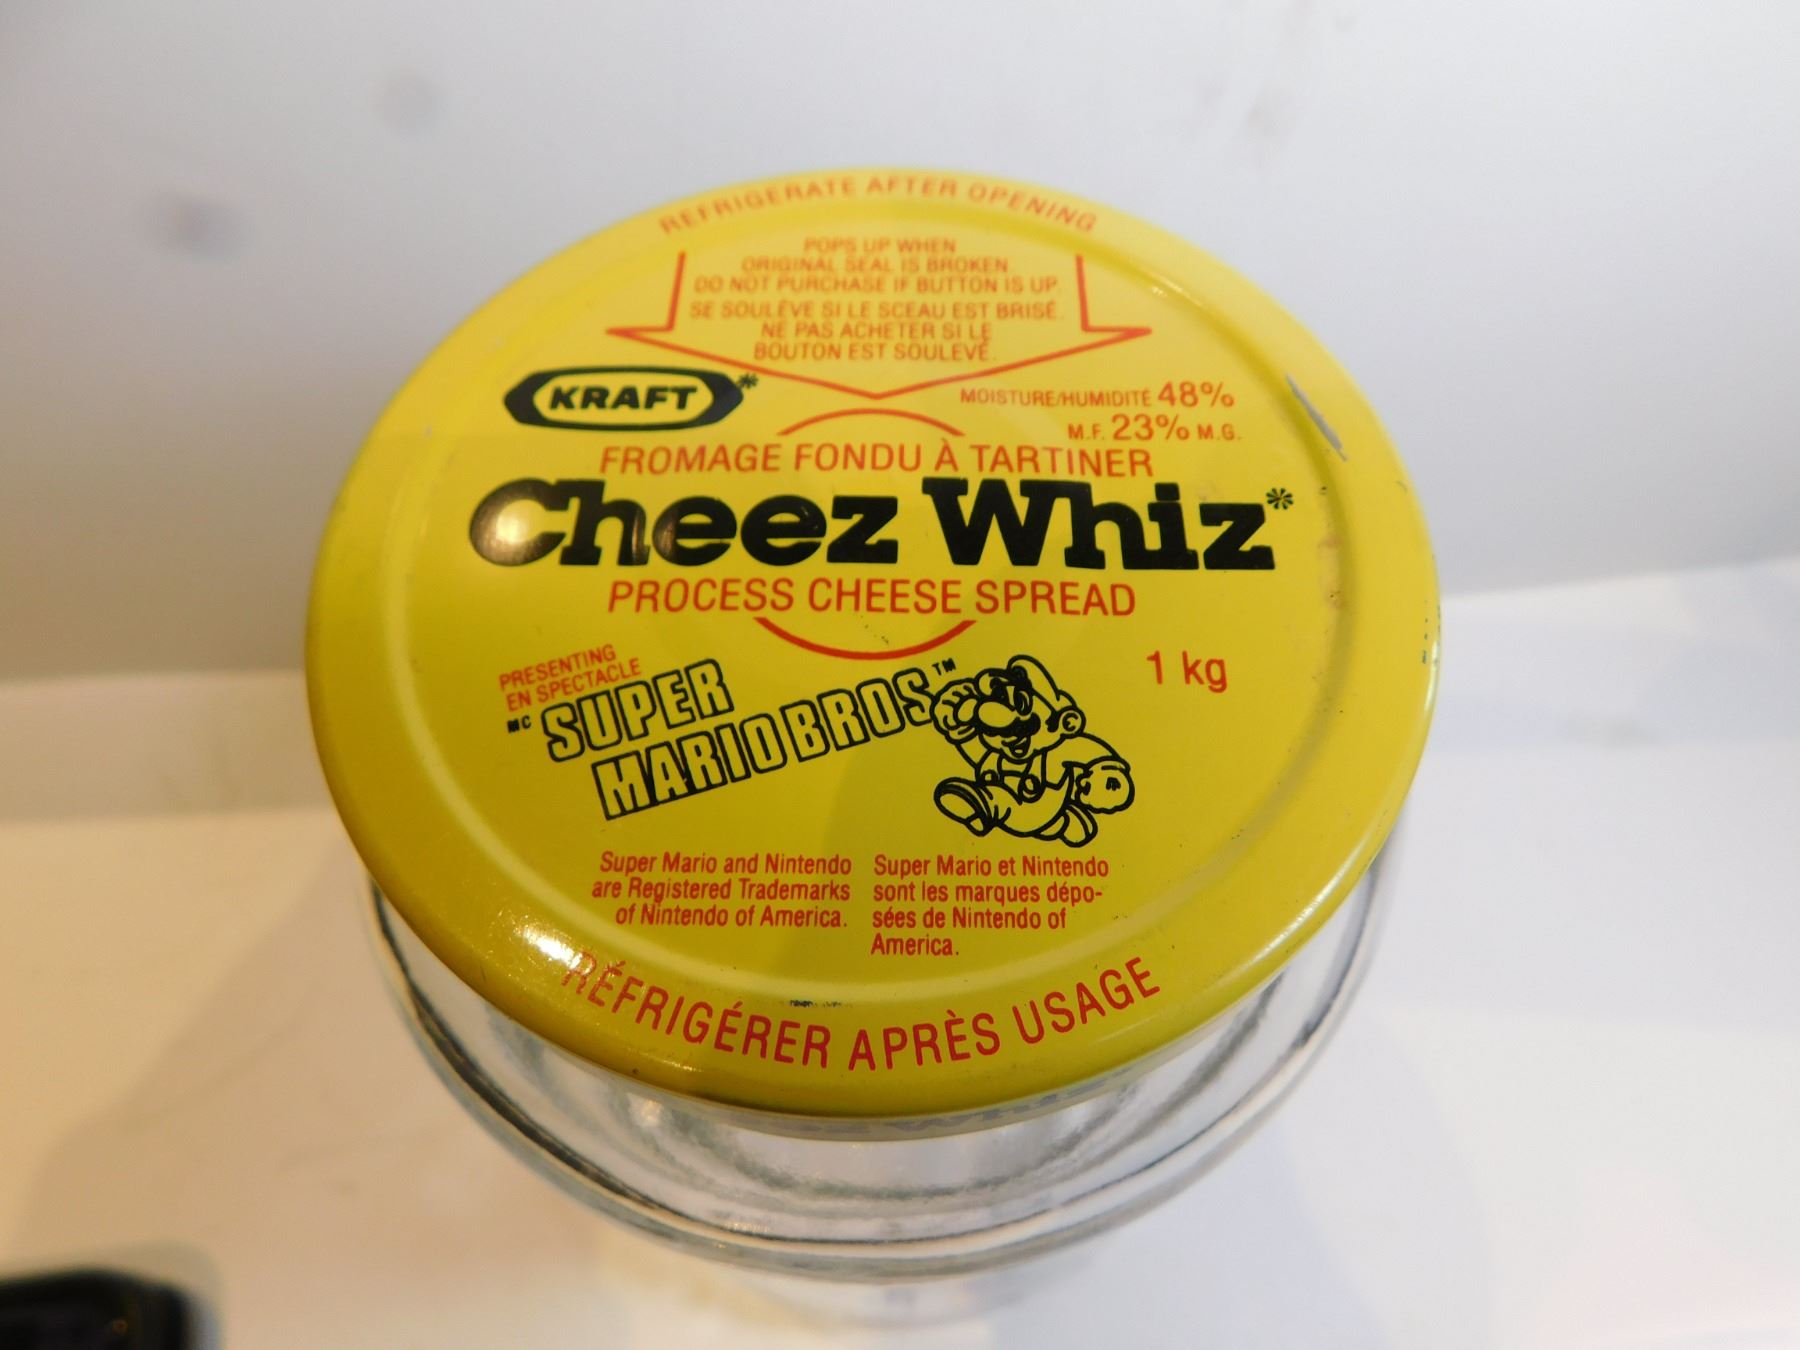 REFRIGERATE AFTER OPENING
POPS UP WHEN
ORIGINAL SEAL IS BROKEN
DO NOT PURCHASE IF BUTTON IS UP.
SE SOULÈVE SI LE SCEAU EST BRISÉ.
NE PAS ACHETER SI LE
BOUTON EST SOULEVÉ.
KRAFT*
MOISTURE/HUMIDITÉ 48%
M.F. 23% M.G.
FROMAGE FONDU À TARTINER
Cheez Whiz*
PROCESS CHEESE SPREAD
1 kg
PRESENTING
EN SPECTACLE
MC SUPER
MARIO BROS™
Super Mario and Nintendo
are Registered Trademarks
of Nintendo of America.
Super Mario et Nintendo
sont les marques dépo-
sées de Nintendo of
America.
RÉFRIGÉRER APRÈS USAGE